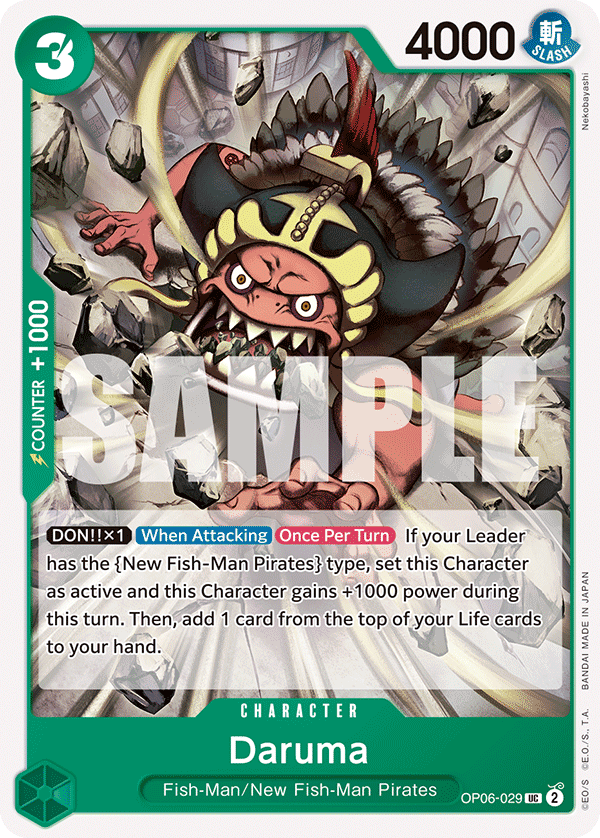 3
4000
斬
SLASH
Nekobayashi
COUNTER +1000
SAMPLE
DON!!×1 When Attacking Once Per Turn If your Leader
has the {New Fish-Man Pirates} type, set this Character
as active and this Character gains +1000 power during
this turn. Then, add 1 card from the top of your Life cards
to your hand.
CHARACTER
Daruma
Fish-Man/New Fish-Man Pirates
OP06-029 UC 2
©EO/S ©E.O./S., T.A. BANDAI MADE IN JAPAN